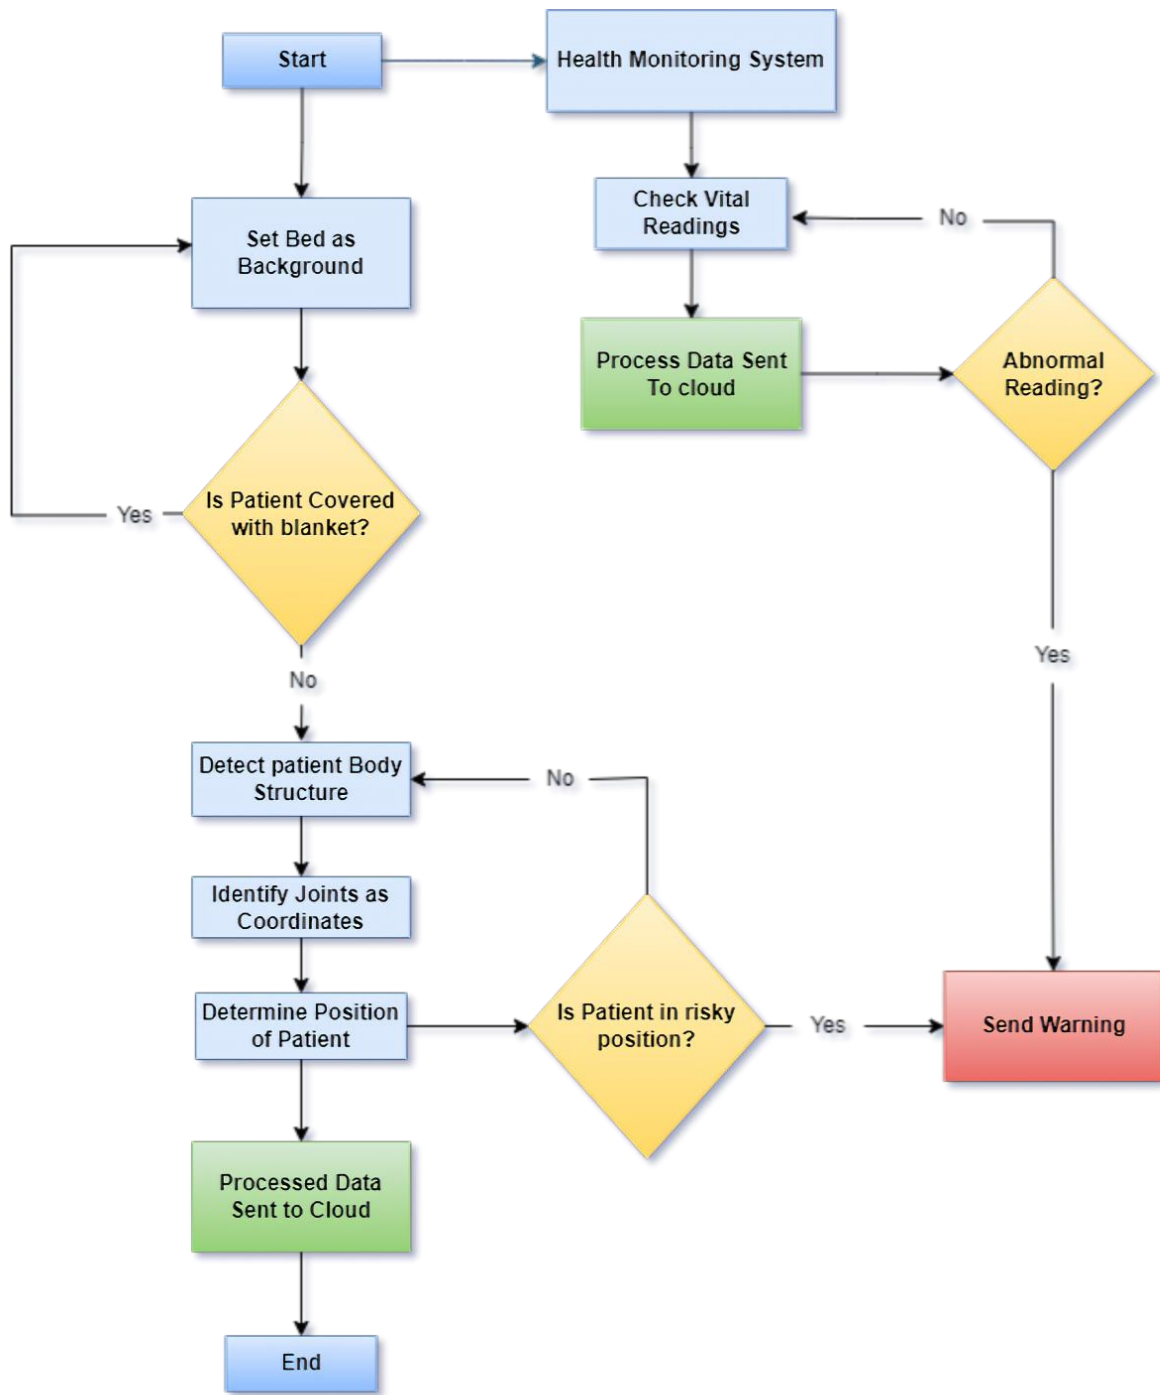 Start
Health Monitoring System
Check Vital
Readings
No
Set Bed as
Background
Process Data Sent
To cloud
Abnormal
Reading?
Is Patient Covered
with blanket?
Yes
No
Yes
Detect patient Body
Structure
No
Identify Joints as
Coordinates
Determine Position
of Patient
Is Patient in risky
position?
Yes
Send Warning
Processed Data
Sent to Cloud
End